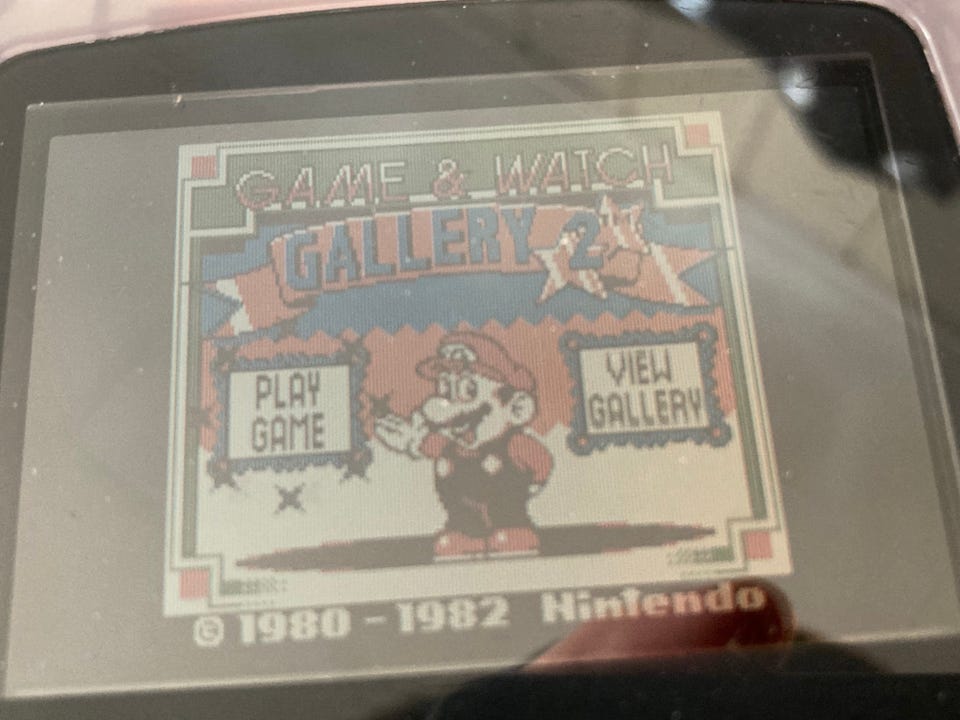 GAME & WATCH
GALLERY 2
PLAY
GAME
VIEW
GALLERY
© 1980 - 1982 Nintendo